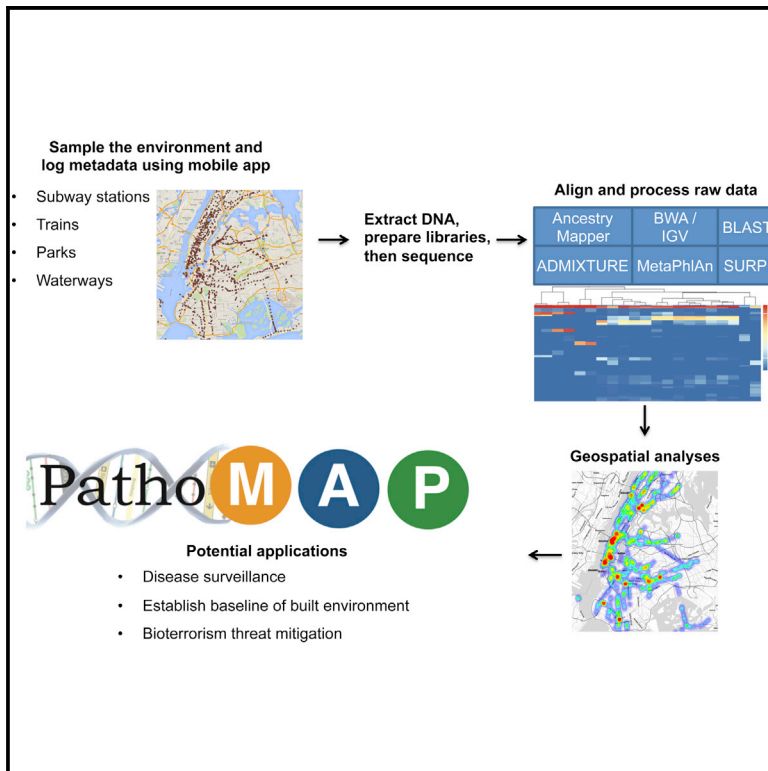 Sample the environment and
log metadata using mobile app
• Subway stations
• Trains
• Parks
• Waterways
Extract DNA,
prepare libraries,
then sequence
Align and process raw data
Ancestry
Mapper
BWA /
IGV
BLAST
ADMIXTURE
MetaPhlAn
SURP
Geospatial analyses
Patho M A P
Potential applications
• Disease surveillance
• Establish baseline of built environment
• Bioterrorism threat mitigation